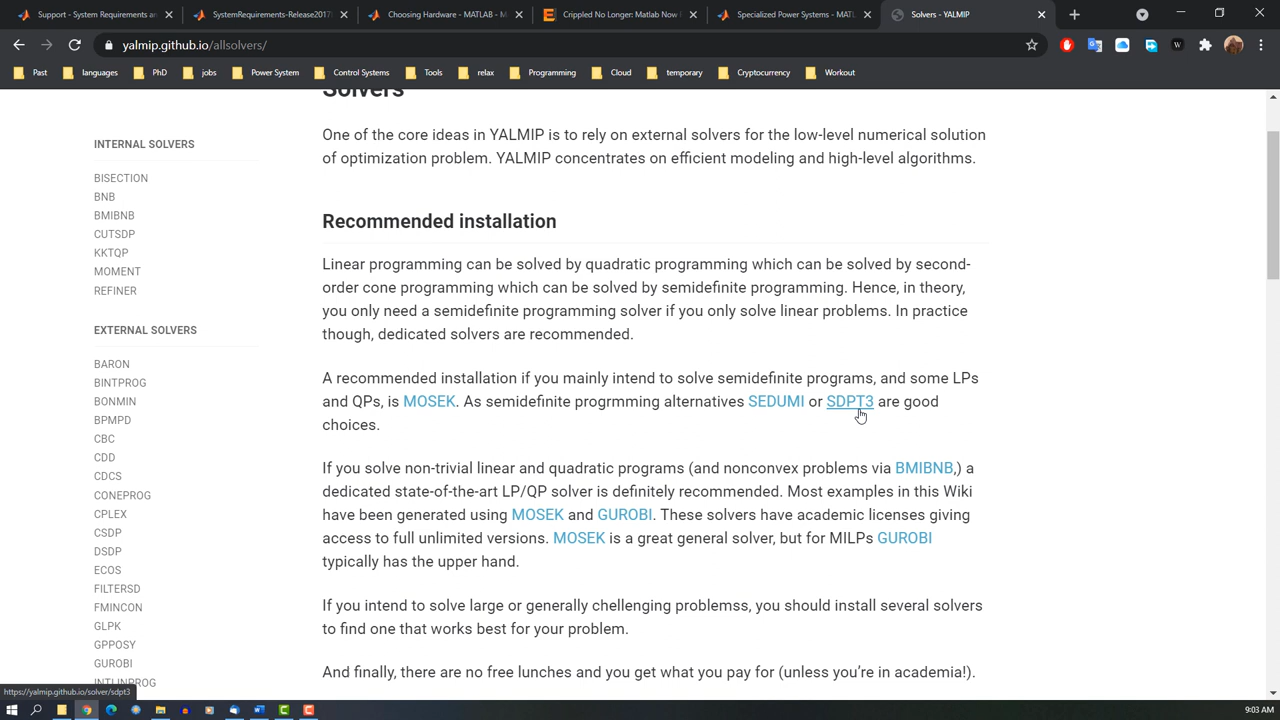 Support - System Requirements an
SystemRequirements-Release2017
Choosing Hardware - MATLAB - M
Crippled No Longer: Matlab Now
Specialized Power Systems - MATL
Solvers - YALMIP
yalmip.github.io/allsolvers/
Past
languages
PhD
jobs
Power System
Control Systems
Tools
relax
Programming
Cloud
temporary
Cryptocurrency
Workout
Solvers
One of the core ideas in YALMIP is to rely on external solvers for the low-level numerical solution
of optimization problem. YALMIP concentrates on efficient modeling and high-level algorithms.
Recommended installation
Linear programming can be solved by quadratic programming which can be solved by second-
order cone programming which can be solved by semidefinite programming. Hence, in theory,
you only need a semidefinite programming solver if you only solve linear problems. In practice
though, dedicated solvers are recommended.
A recommended installation if you mainly intend to solve semidefinite programs, and some LPs
and QPs, is MOSEK. As semidefinite progrmming alternatives SEDUMI or SDPT3 are good
choices.
If you solve non-trivial linear and quadratic programs (and nonconvex problems via BMIBNB,) a
dedicated state-of-the-art LP/QP solver is definitely recommended. Most examples in this Wiki
have been generated using MOSEK and GUROBI. These solvers have academic licenses giving
access to full unlimited versions. MOSEK is a great general solver, but for MILPs GUROBI
typically has the upper hand.
If you intend to solve large or generally chellenging problemss, you should install several solvers
to find one that works best for your problem.
And finally, there are no free lunches and you get what you pay for (unless you're in academia!).
INTERNAL SOLVERS
BISECTION
BNB
BMIBNB
CUTSDP
KKTQP
MOMENT
REFINER
EXTERNAL SOLVERS
BARON
BINTPROG
BONMIN
BPMPD
CBC
CDD
CDCS
CONEPROG
CPLEX
CSDP
DSDP
ECOS
FILTERSD
FMINCON
GLPK
GPPOSY
GUROBI
INTLINPROG
https://yalmip.github.io/solver/sdpt3
9:03 AM